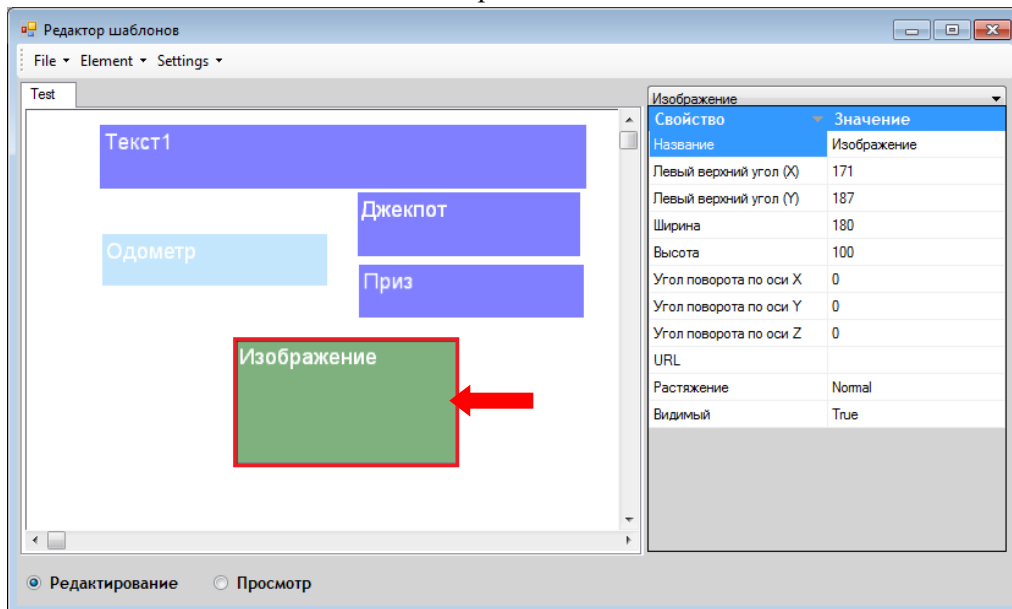 Редактор шаблонов
File Element Settings
Test
Текст1
Джекпот
Одометр
Приз
Изображение
Изображение
Свойство Значение
Название Изображение
Левый верхний угол (X) 171
Левый верхний угол (Y) 187
Ширина 180
Высота 100
Угол поворота по оси X 0
Угол поворота по оси Y 0
Угол поворота по оси Z 0
URL
Растяжение Normal
Видимый True
Редактирование Просмотр